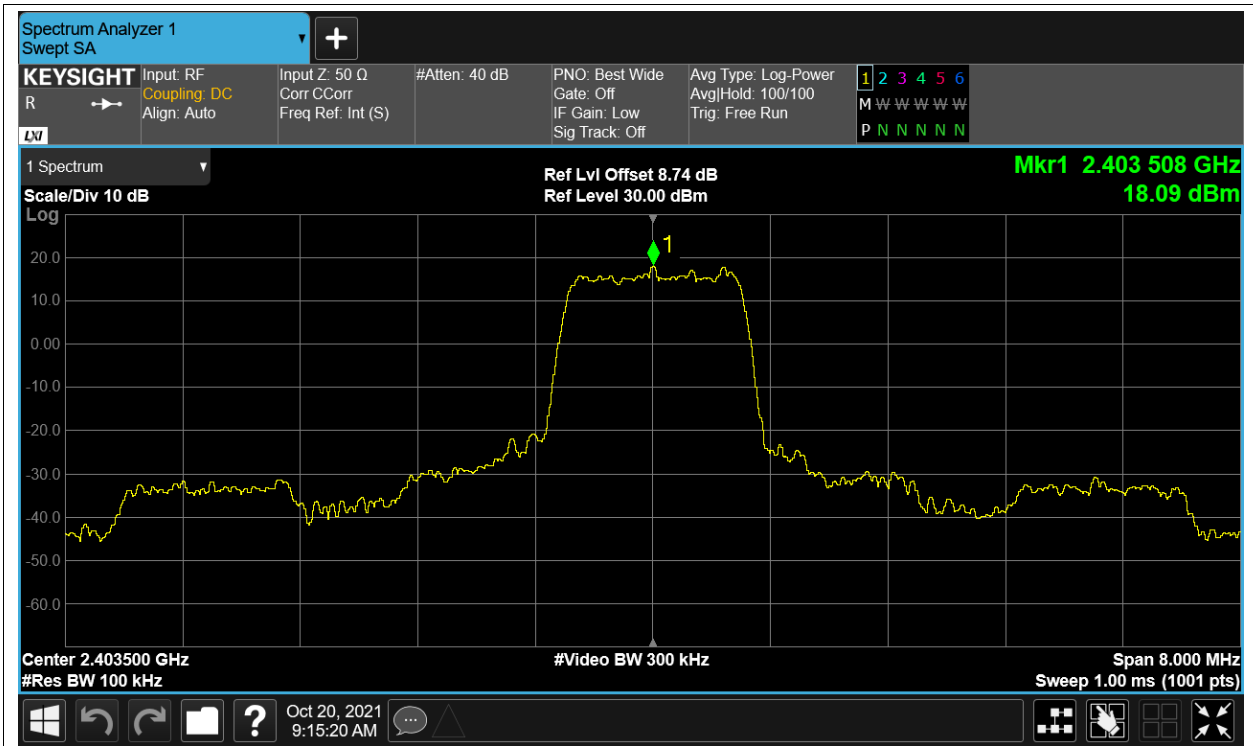 Spectrum Analyzer 1
Swept SA
+
KEYSIGHT
R
LXI
Input: RF
Coupling: DC
Align: Auto
Input Z: 50 Ω
Corr CCorr
Freq Ref: Int (S)
#Atten: 40 dB
PNO: Best Wide
Gate: Off
IF Gain: Low
Sig Track: Off
Avg Type: Log-Power
Avg|Hold: 100/100
Trig: Free Run
1 2 3 4 5 6
M W W W W W W
P N N N N N
1 Spectrum
Scale/Div 10 dB
Log
Ref Lvl Offset 8.74 dB
Ref Level 30.00 dBm
Mkr1 2.403 508 GHz
18.09 dBm
1
20.0
10.0
0.00
-10.0
-20.0
-30.0
-40.0
-50.0
-60.0
Center 2.403500 GHz
#Res BW 100 kHz
#Video BW 300 kHz
Span 8.000 MHz
Sweep 1.00 ms (1001 pts)
?
Oct 20, 2021
9:15:20 AM